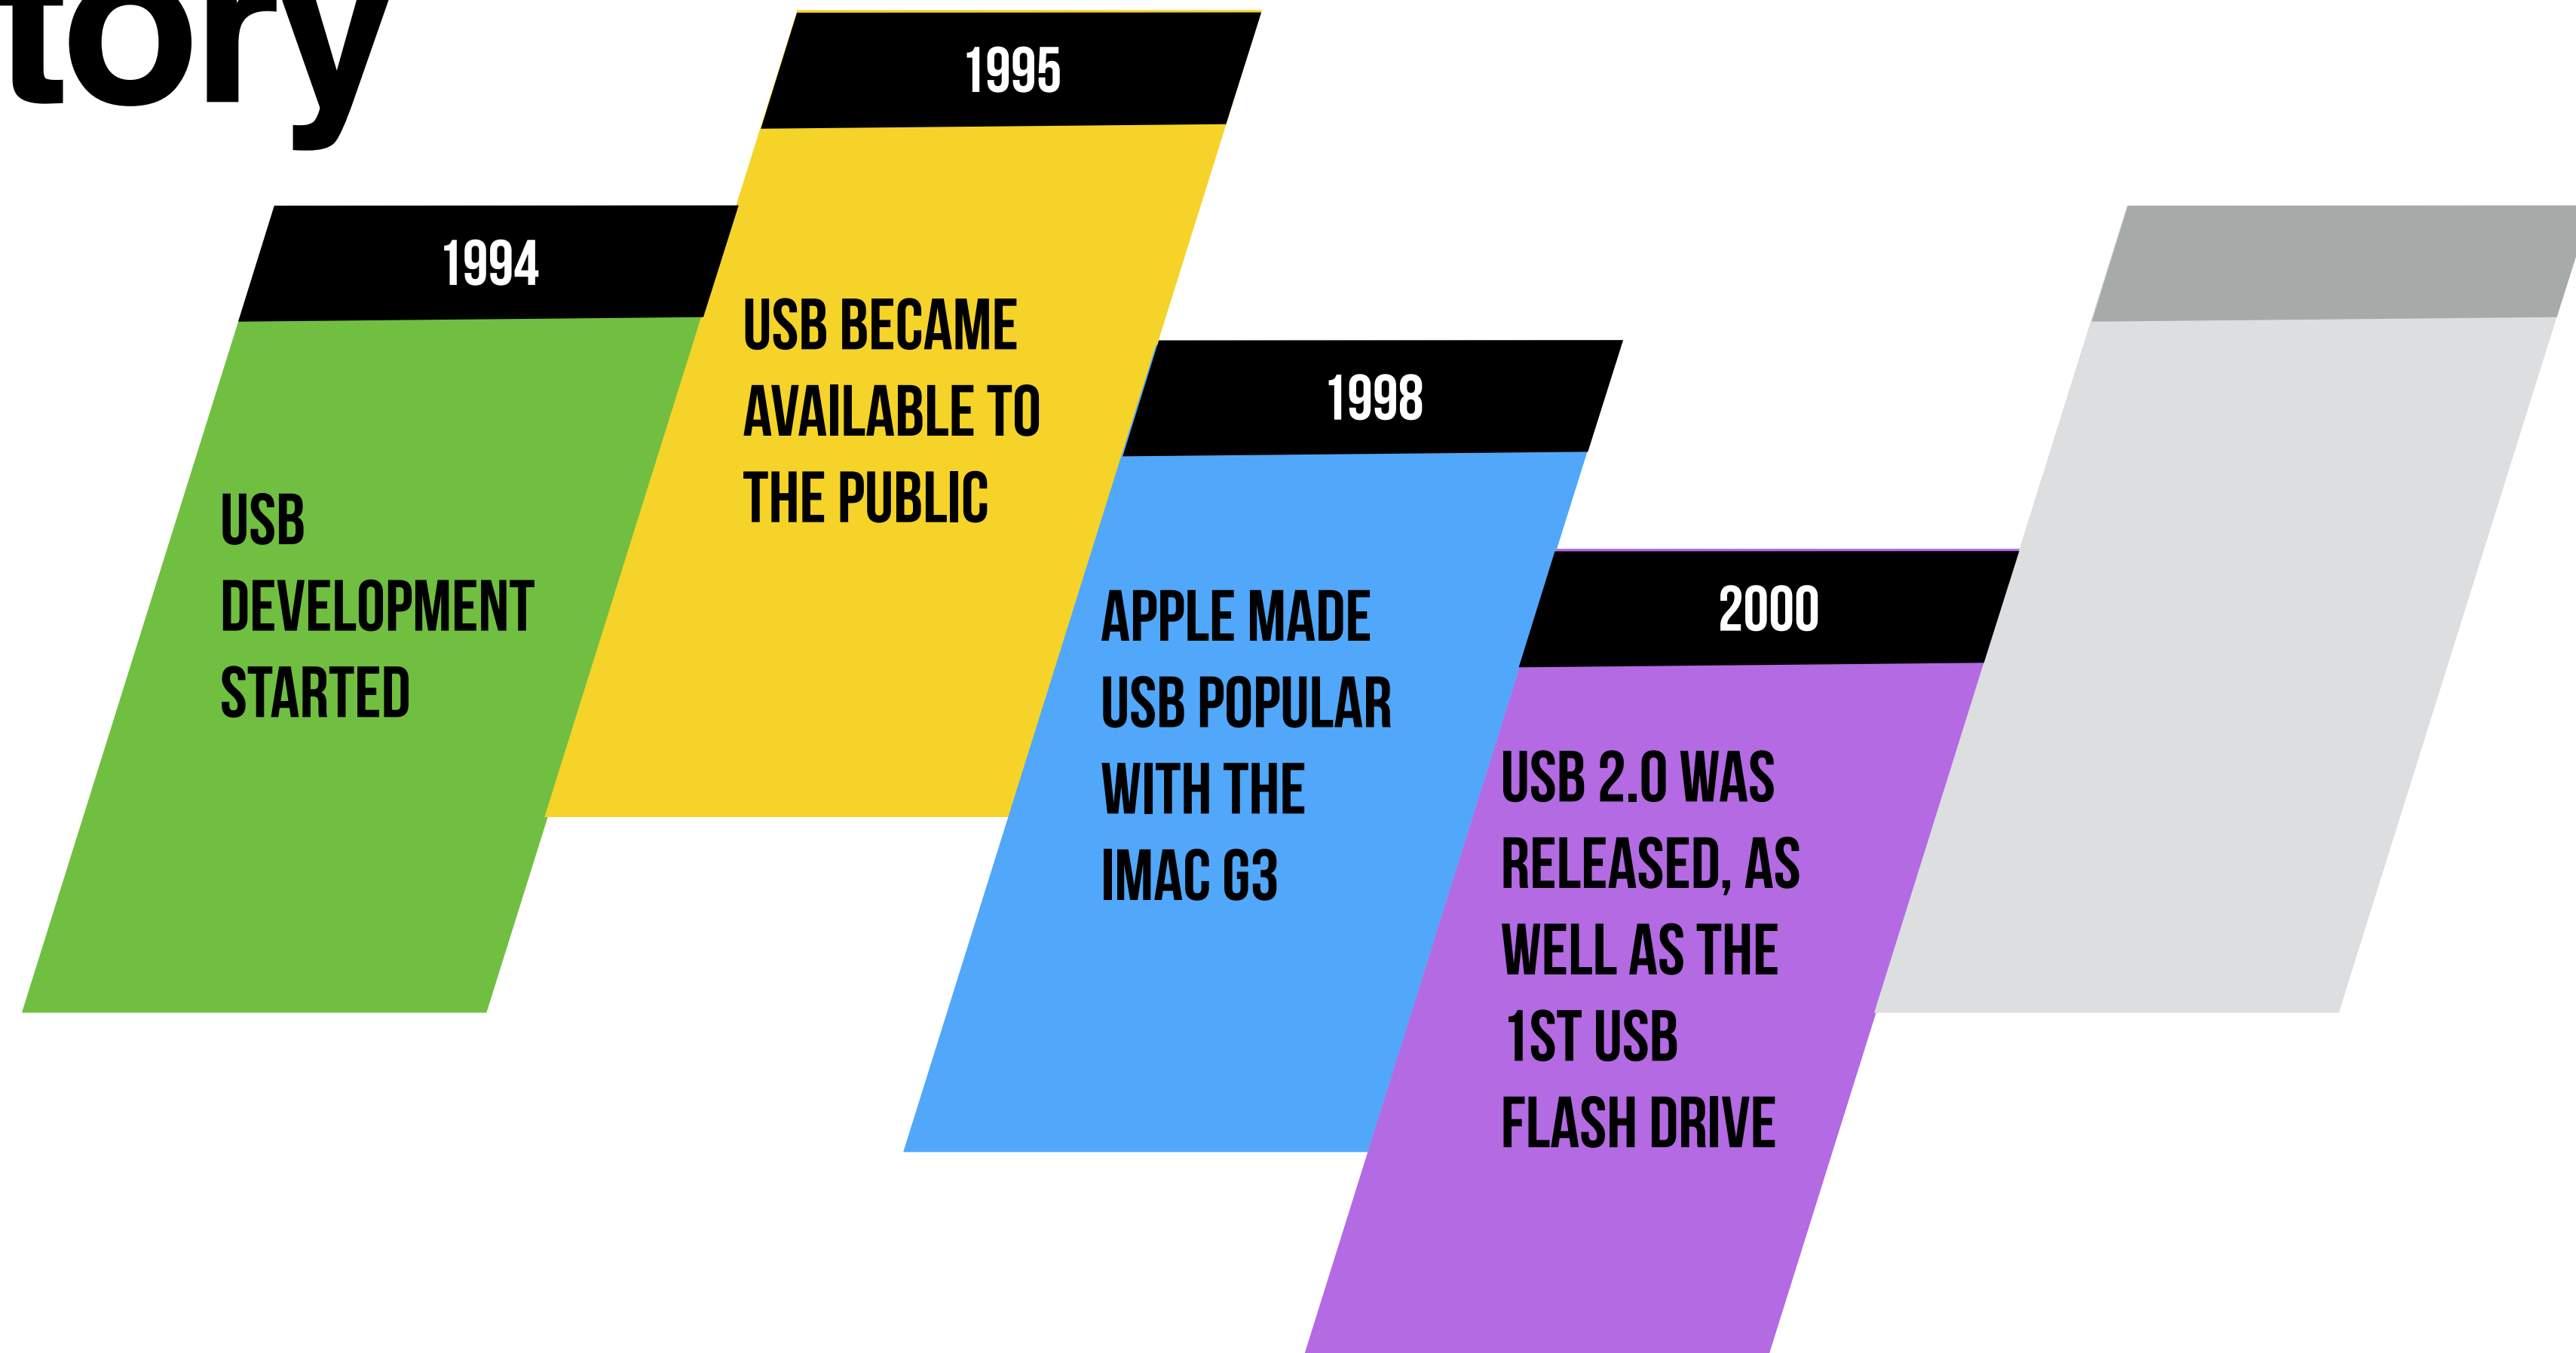 tory
1994
USB
DEVELOPMENT
STARTED
1995
USB BECAME
AVAILABLE TO
THE PUBLIC
1998
APPLE MADE
USB POPULAR
WITH THE
IMAC G3
2000
USB 2.0 WAS
RELEASED, AS
WELL AS THE
1ST USB
FLASH DRIVE